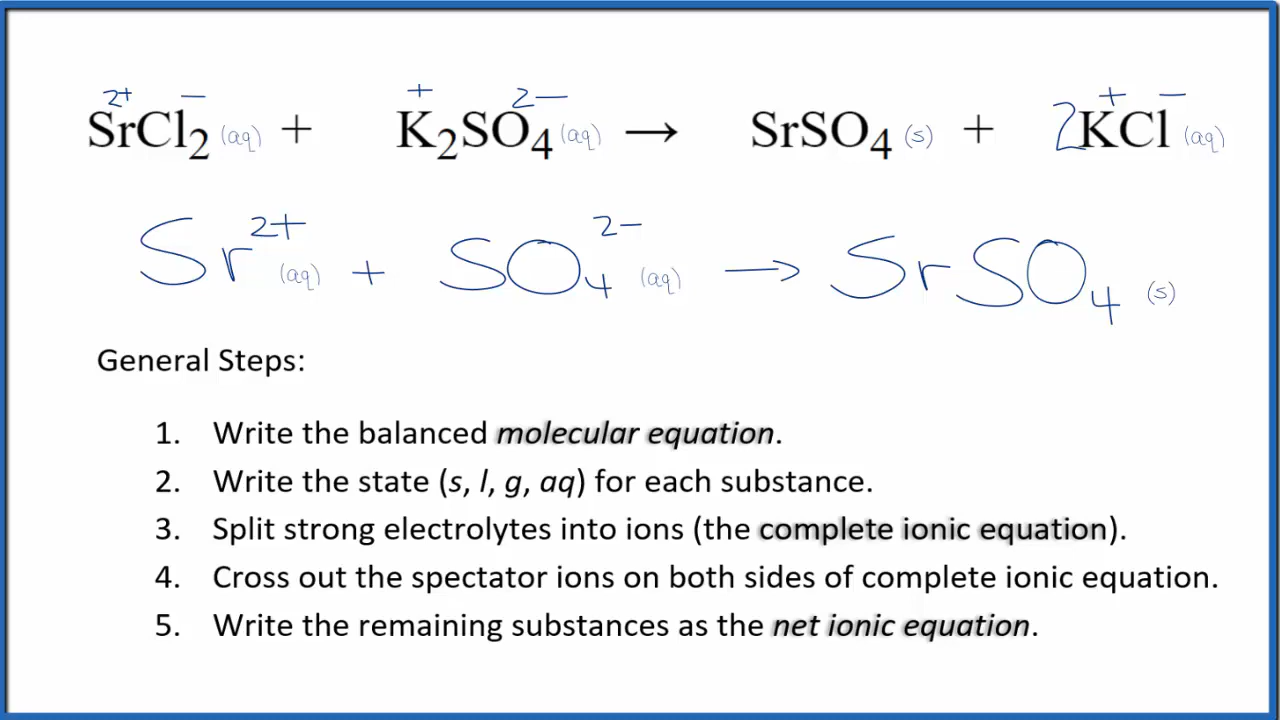 SrCl₂ (aq) + K₂SO₄ (aq) → SrSO₄ (s) + 2KCl (aq)
2+ − + 2− + −
Sr²⁺ (aq) + SO₄²⁻ (aq) → SrSO₄ (s)
General Steps:
1. Write the balanced molecular equation.
2. Write the state (s, l, g, aq) for each substance.
3. Split strong electrolytes into ions (the complete ionic equation).
4. Cross out the spectator ions on both sides of complete ionic equation.
5. Write the remaining substances as the net ionic equation.